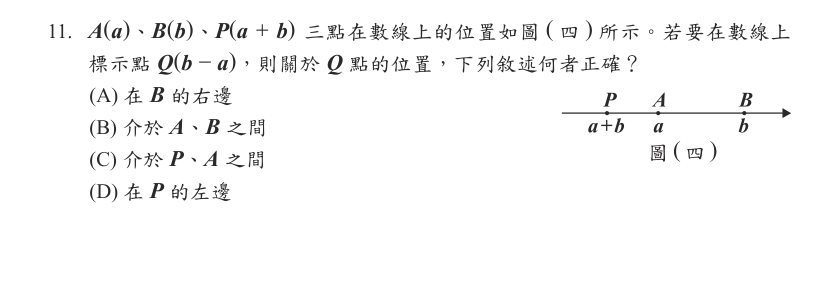 11. A(a)、B(b)、P(a + b) 三點在數線上的位置如圖(四)所示。若要在數線上
標示點 Q(b − a),則關於 Q 點的位置,下列敘述何者正確?
(A) 在 B 的右邊
(B) 介於 A、B 之間
(C) 介於 P、A 之間
(D) 在 P 的左邊
P A B
a+b a b
圖(四)